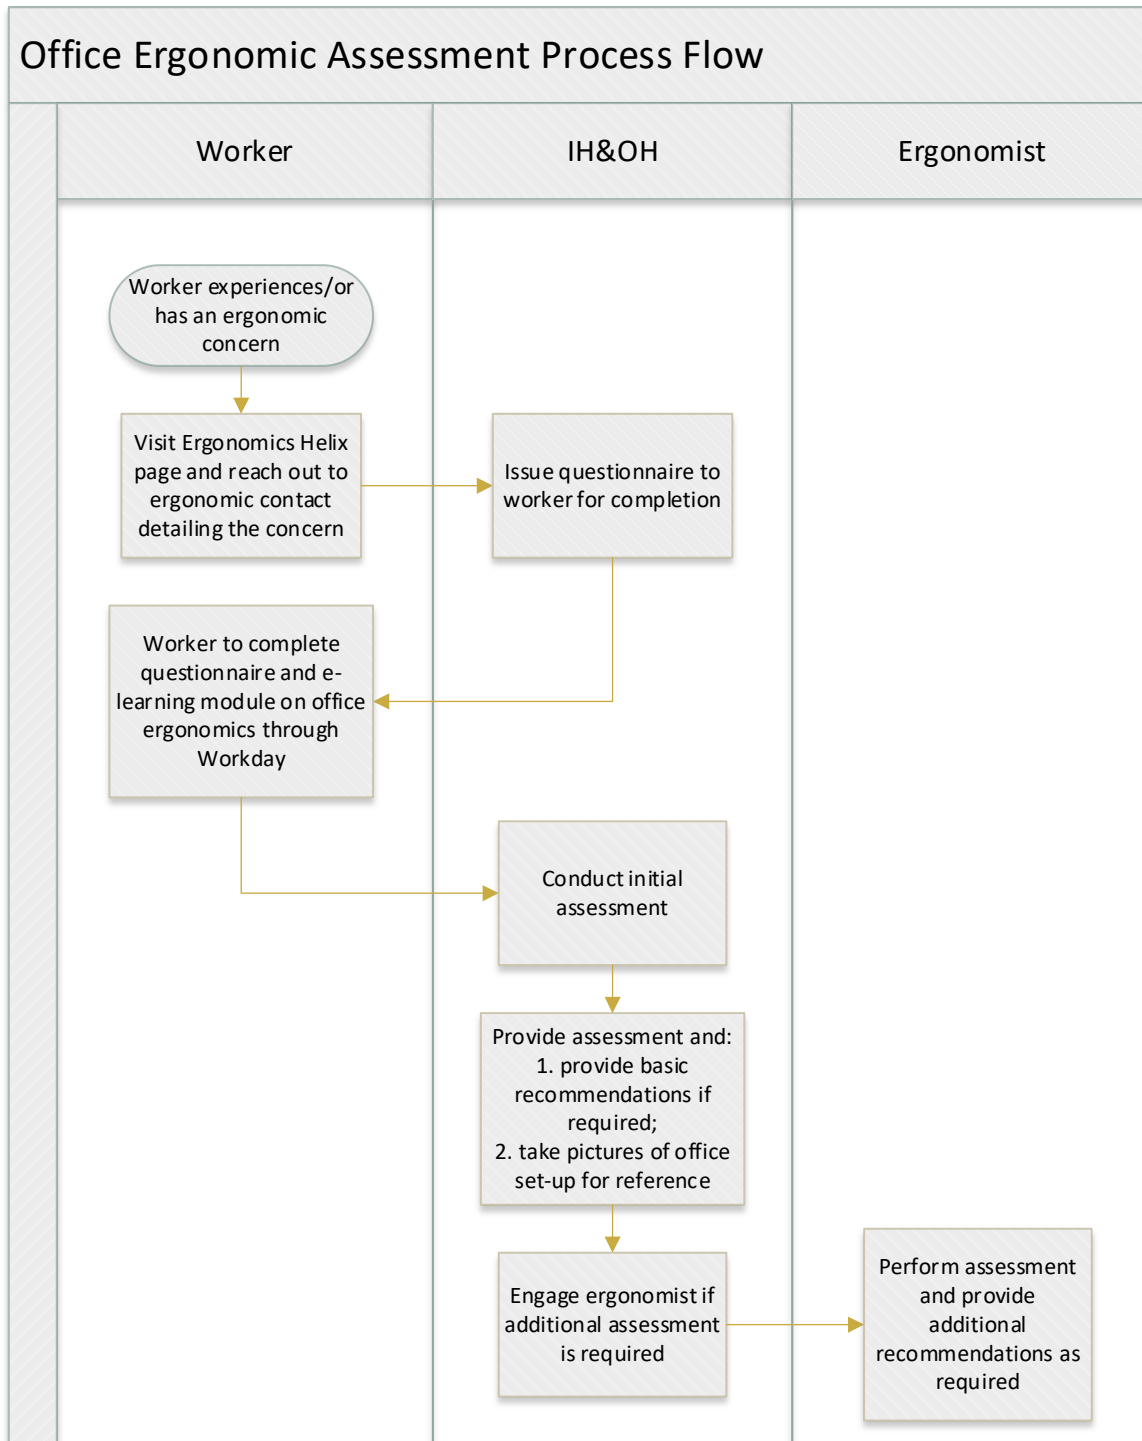 Office Ergonomic Assessment Process Flow
Worker
IH&OH
Ergonomist
Worker experiences/or
has an ergonomic
concern
Visit Ergonomics Helix
page and reach out to
ergonomic contact
detailing the concern
Issue questionnaire to
worker for completion
Worker to complete
questionnaire and e-
learning module on office
ergonomics through
Workday
Conduct initial
assessment
Provide assessment and:
1. provide basic
recommendations if
required;
2. take pictures of office
set-up for reference
Engage ergonomist if
additional assessment
is required
Perform assessment
and provide
additional
recommendations as
required